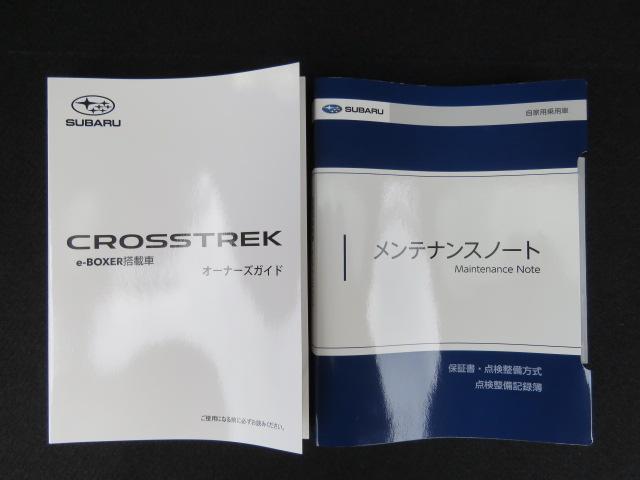 SUBARU
CROSSTREK
e-BOXER搭載車
オーナーズガイド
ご使用になる前に必ずお読みください。
SUBARU
自家用乗用車
メンテナンスノート
Maintenance Note
保証書・点検整備方式
点検整備記録簿